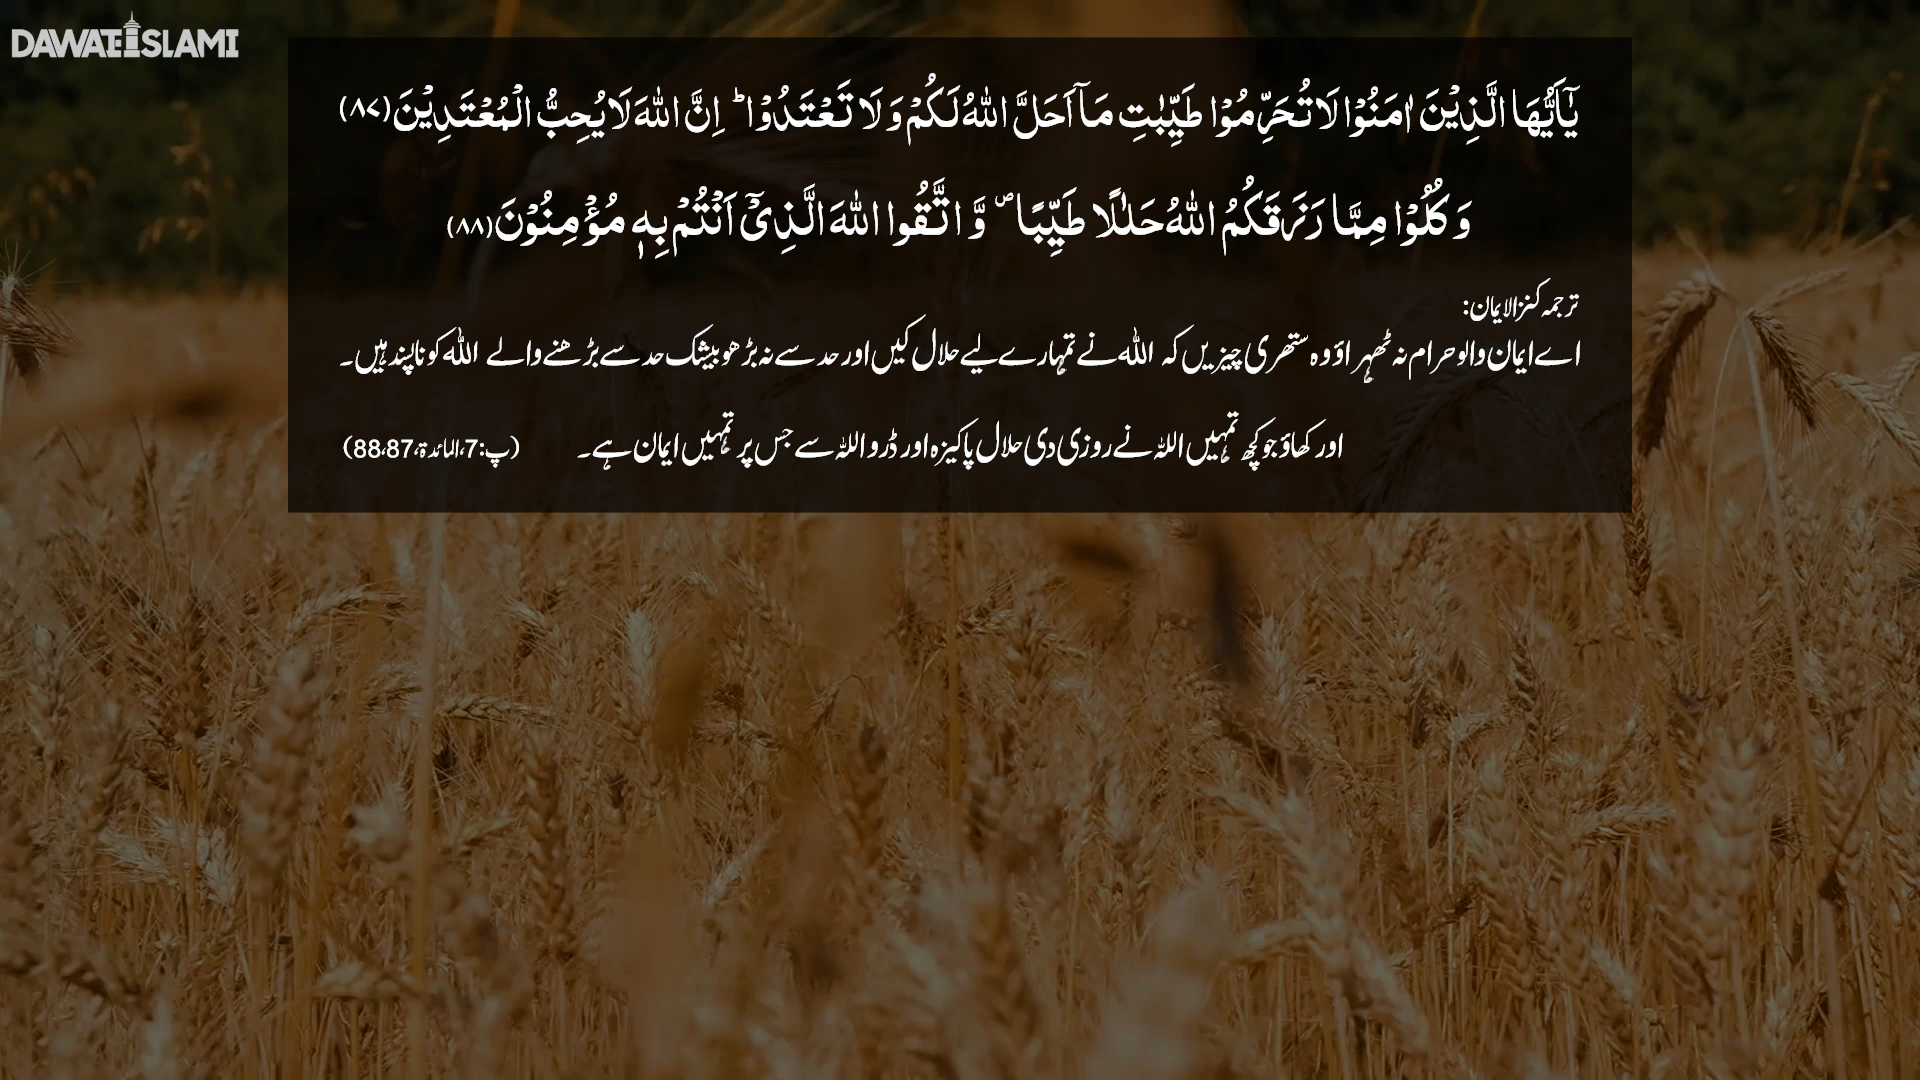 DAWATEISLAMI
یٰۤاَیُّهَا الَّذِیْنَ اٰمَنُوْا لَا تُحَرِّمُوْا طَیِّبٰتِ مَاۤ اَحَلَّ اللّٰهُ لَكُمْ وَ لَا تَعْتَدُوْاؕ اِنَّ اللّٰهَ لَا یُحِبُّ الْمُعْتَدِیْنَ(۸۷)
وَ كُلُوْا مِمَّا رَزَقَكُمُ اللّٰهُ حَلٰلًا طَیِّبًا۪ وَّ اتَّقُوا اللّٰهَ الَّذِیْۤ اَنْتُمْ بِهٖ مُؤْمِنُوْنَ(۸۸)
ترجمہ کنزالایمان:
اے ایمان والو حرام نہ ٹھہراؤ وہ ستھری چیزیں کہ اللہ نے تمہارے لیے حلال کیں اور حد سے نہ بڑھو بیشک حد سے بڑھنے والے اللہ کو ناپسند ہیں۔
اور کھاؤ جو کچھ تمہیں اللہ نے روزی دی حلال پاکیزہ اور ڈرو اللہ سے جس پر تمہیں ایمان ہے۔ (پ:7،المائدۃ،88،87)